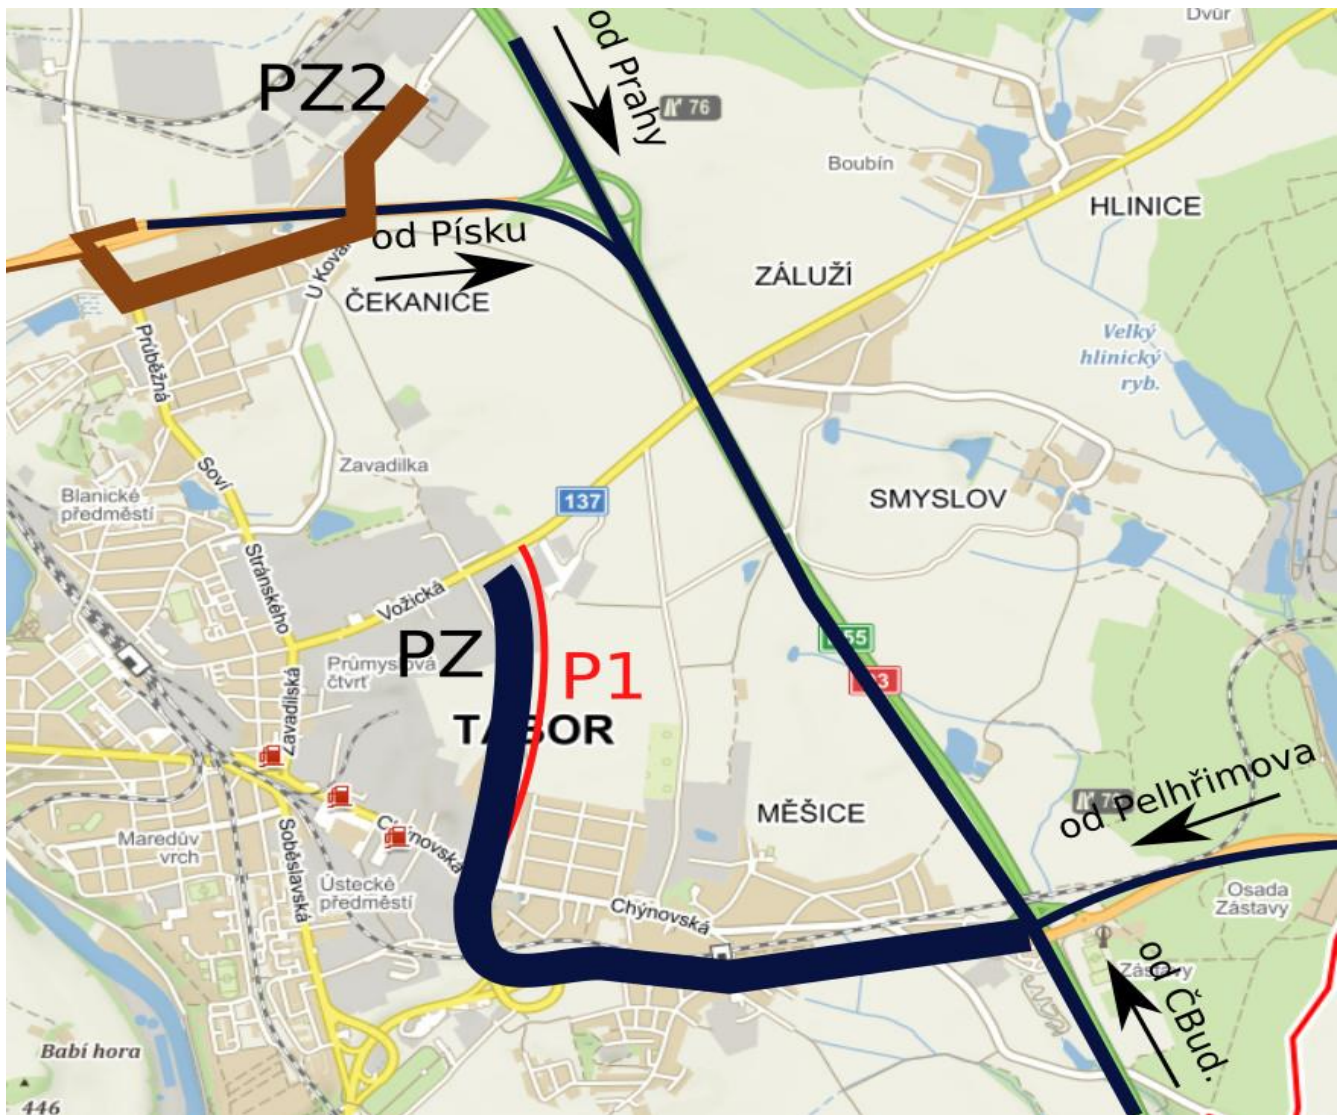 Dvůr
od Prahy
PZ2
76
Boubín
HLINICE
od Písku
U Kovár
ČEKANICE
ZÁLUŽÍ
Velký
hlinický
ryb.
Průběžná
Soví
Zavadilka
137
SMYSLOV
Blanické
předměstí
Stránského
Vožická
PZ
P1
55
3
Průmyslová
čtvrť
TÁBOR
Zavadilská
od Pelhřimova
MĚŠICE
Maredův
vrch
Chýnovská
Soběslavská
Ústecké
předměstí
Chýnovská
Osada
Zástavy
Zástavy
od ČBud.
Babí hora
446